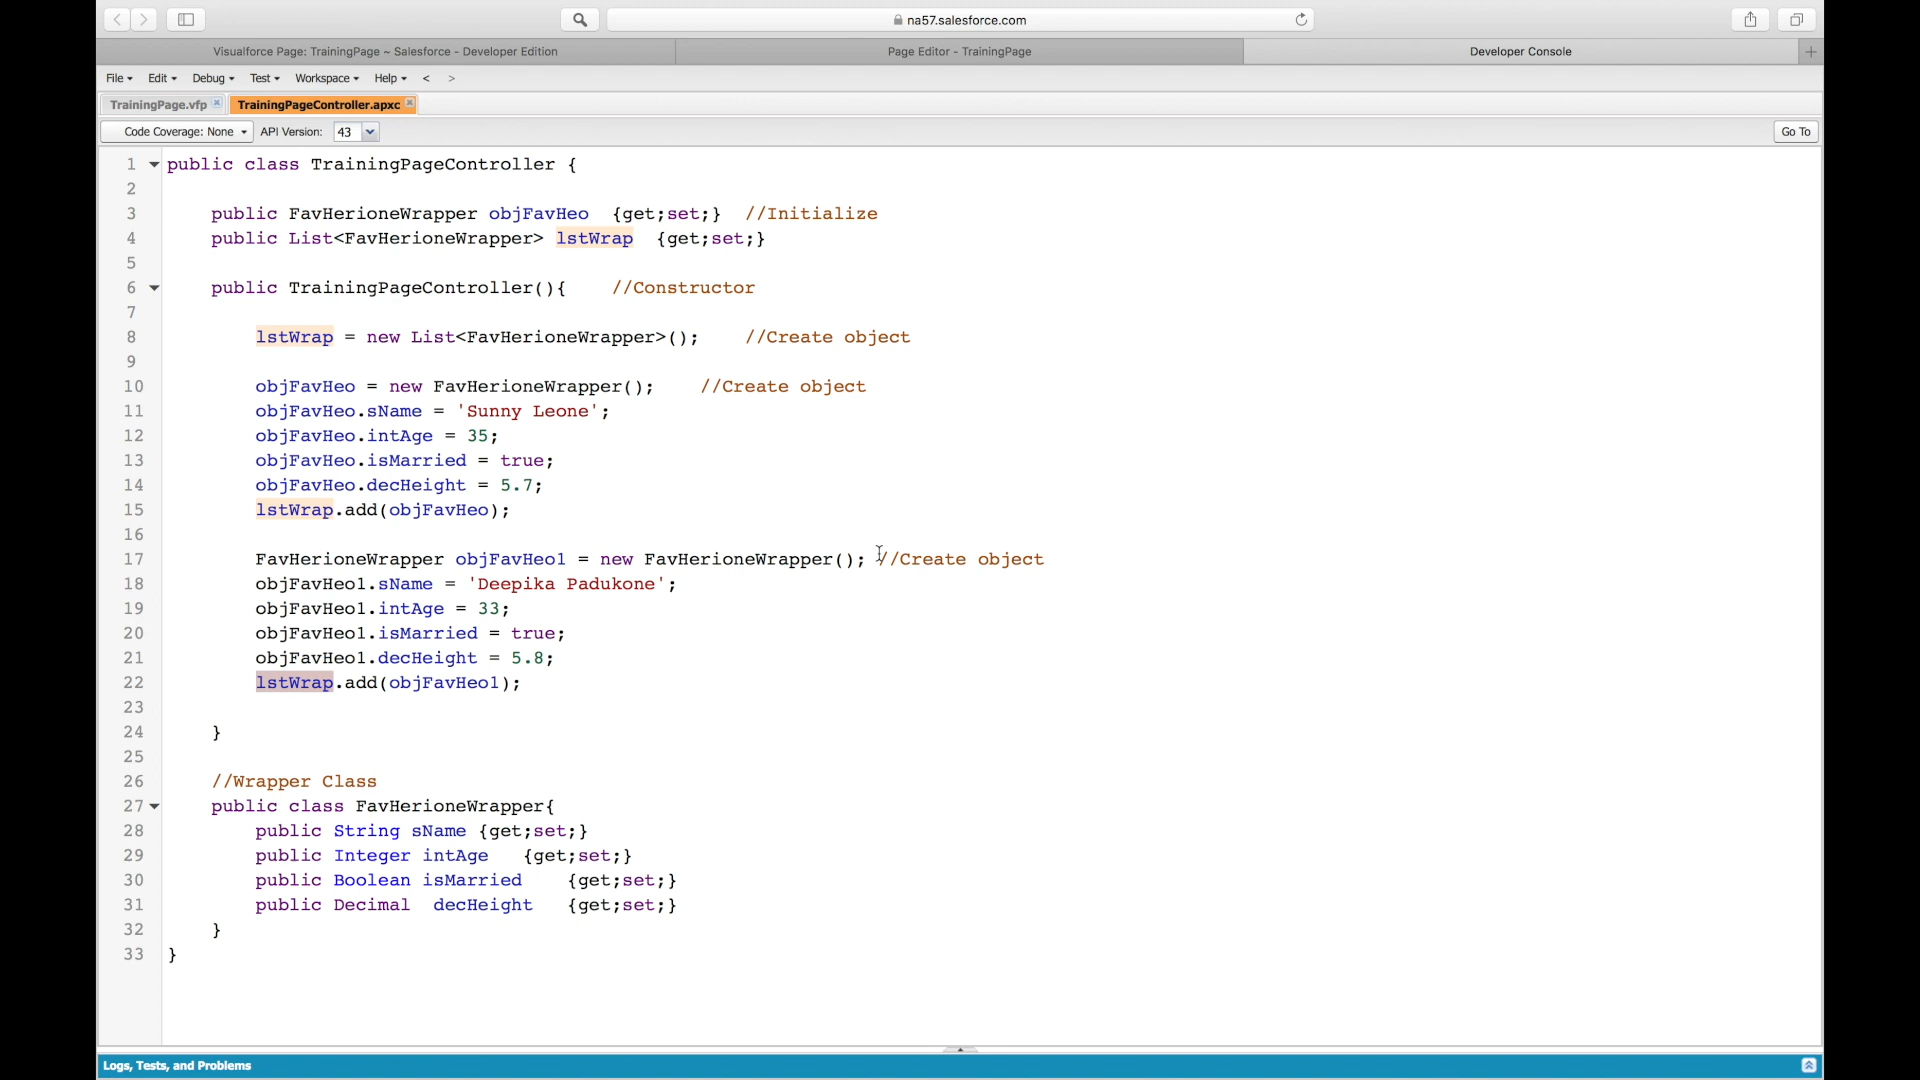 na57.salesforce.com
Visualforce Page: TrainingPage ~ Salesforce - Developer Edition
Page Editor - TrainingPage
Developer Console
File Edit Debug Test Workspace Help < >
TrainingPage.vfp TrainingPageController.apxc
Code Coverage: None API Version: 43 Go To
1 public class TrainingPageController {
2
3 public FavHerioneWrapper objFavHeo {get;set;} //Initialize
4 public List<FavHerioneWrapper> lstWrap {get;set;}
5
6 public TrainingPageController(){ //Constructor
7
8 lstWrap = new List<FavHerioneWrapper>(); //Create object
9
10 objFavHeo = new FavHerioneWrapper(); //Create object
11 objFavHeo.sName = 'Sunny Leone';
12 objFavHeo.intAge = 35;
13 objFavHeo.isMarried = true;
14 objFavHeo.decHeight = 5.7;
15 lstWrap.add(objFavHeo);
16
17 FavHerioneWrapper objFavHeo1 = new FavHerioneWrapper(); //Create object
18 objFavHeo1.sName = 'Deepika Padukone';
19 objFavHeo1.intAge = 33;
20 objFavHeo1.isMarried = true;
21 objFavHeo1.decHeight = 5.8;
22 lstWrap.add(objFavHeo1);
23
24 }
25
26 //Wrapper Class
27 public class FavHerioneWrapper{
28 public String sName {get;set;}
29 public Integer intAge {get;set;}
30 public Boolean isMarried {get;set;}
31 public Decimal decHeight {get;set;}
32 }
33 }
Logs, Tests, and Problems